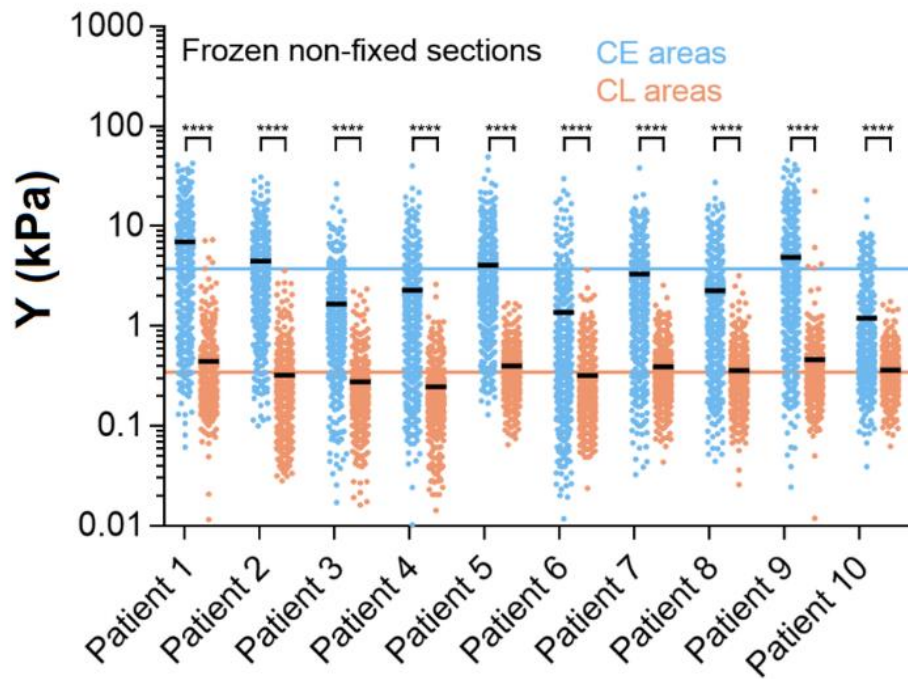 1000
Frozen non-fixed sections
CE areas
CL areas
100
**** **** **** **** **** **** **** **** **** ****
Y (kPa)
10
1
0.1
0.01
Patient 1
Patient 2
Patient 3
Patient 4
Patient 5
Patient 6
Patient 7
Patient 8
Patient 9
Patient 10